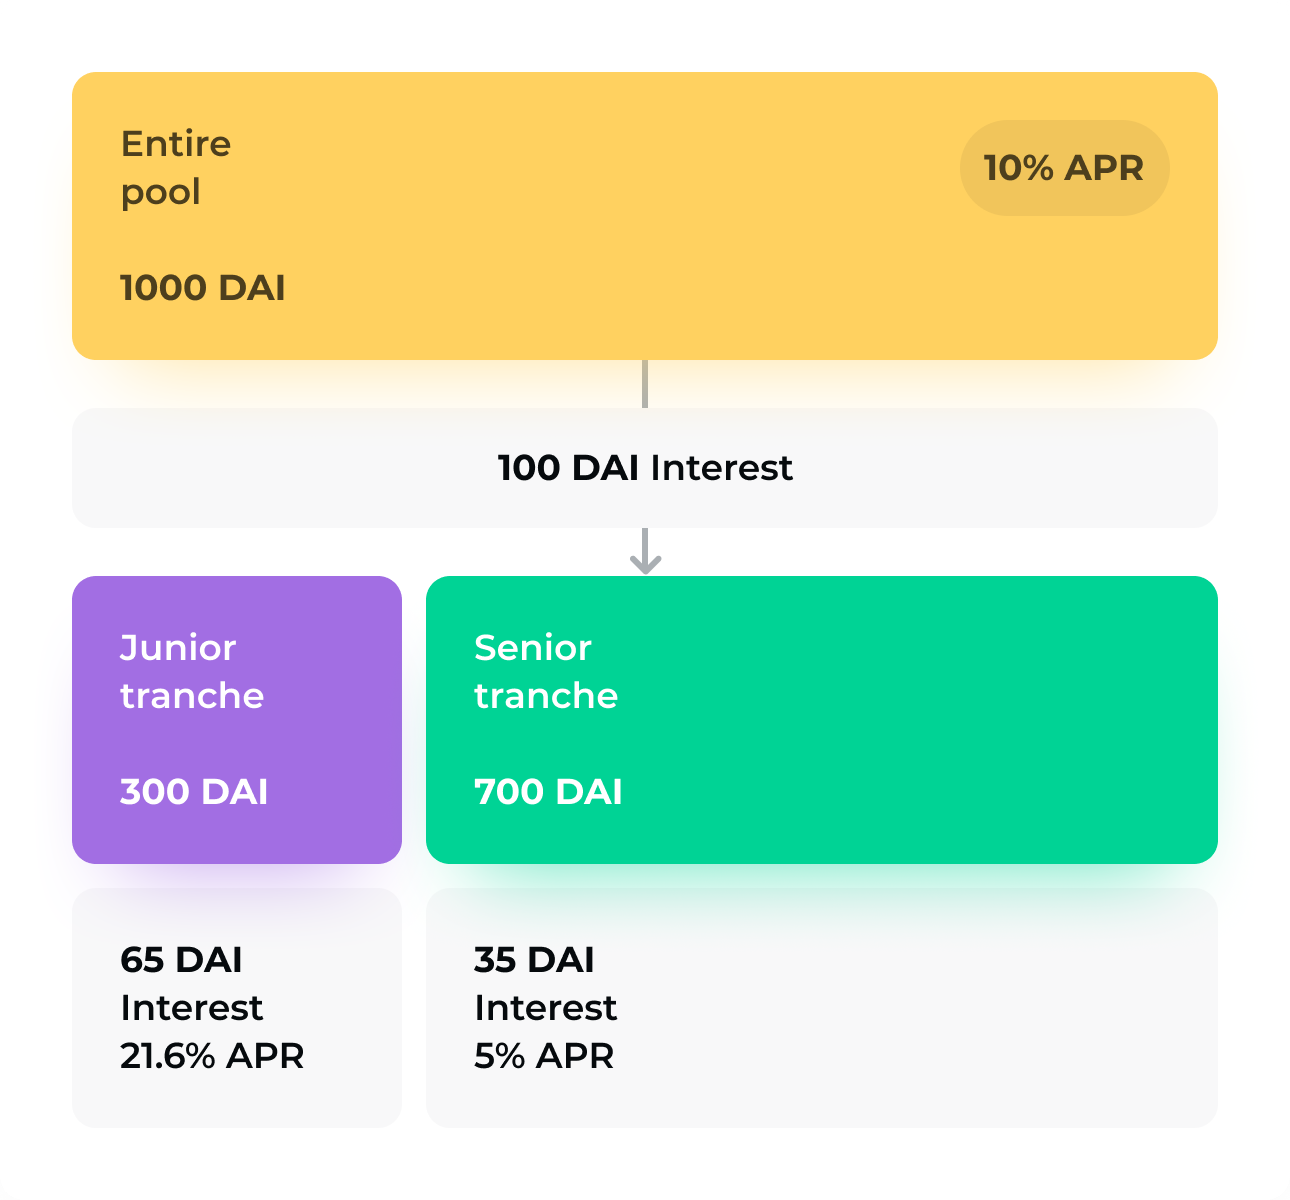 Entire
pool
10% APR
1000 DAI
100 DAI Interest
Junior
tranche
300 DAI
Senior
tranche
700 DAI
65 DAI
Interest
21.6% APR
35 DAI
Interest
5% APR